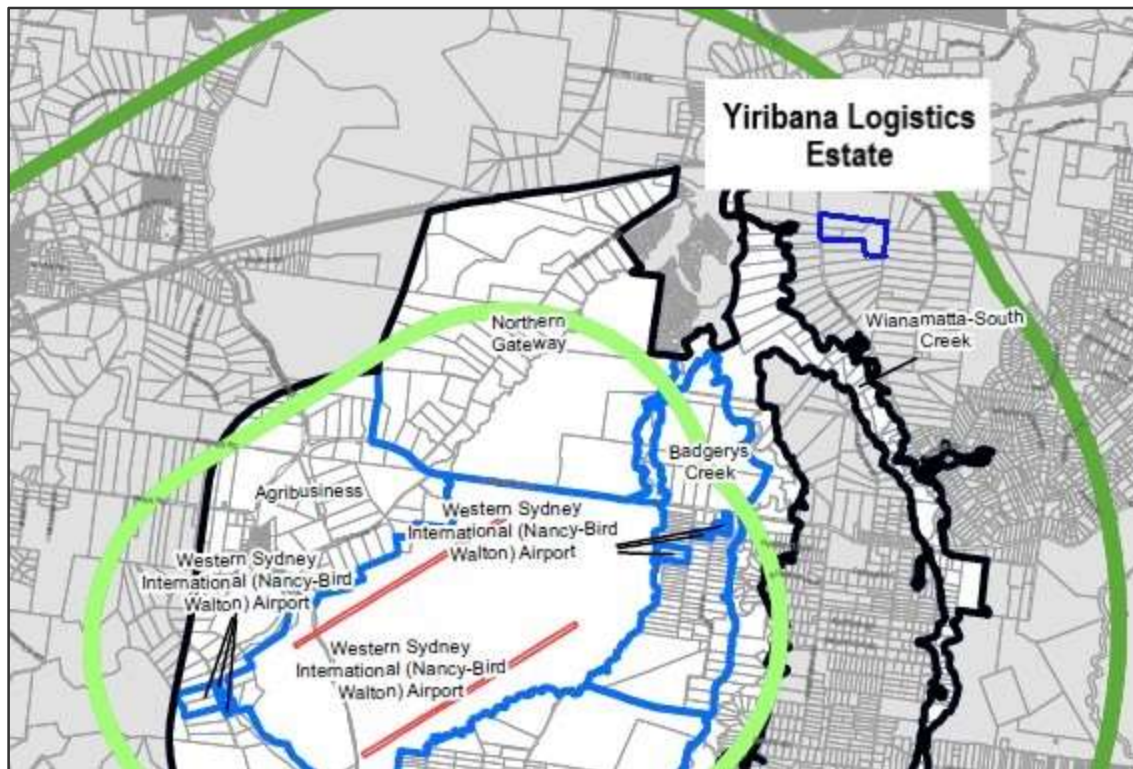 Yiribana Logistics
Estate
Northern
Gateway
Wianamatta-South
Creek
Badgerys
Creek
Agribusiness
Western Sydney
International (Nancy-Bird
Walton) Airport
Western Sydney
International (Nancy-Bird
Walton) Airport
Western Sydney
International (Nancy-Bird
Walton) Airport